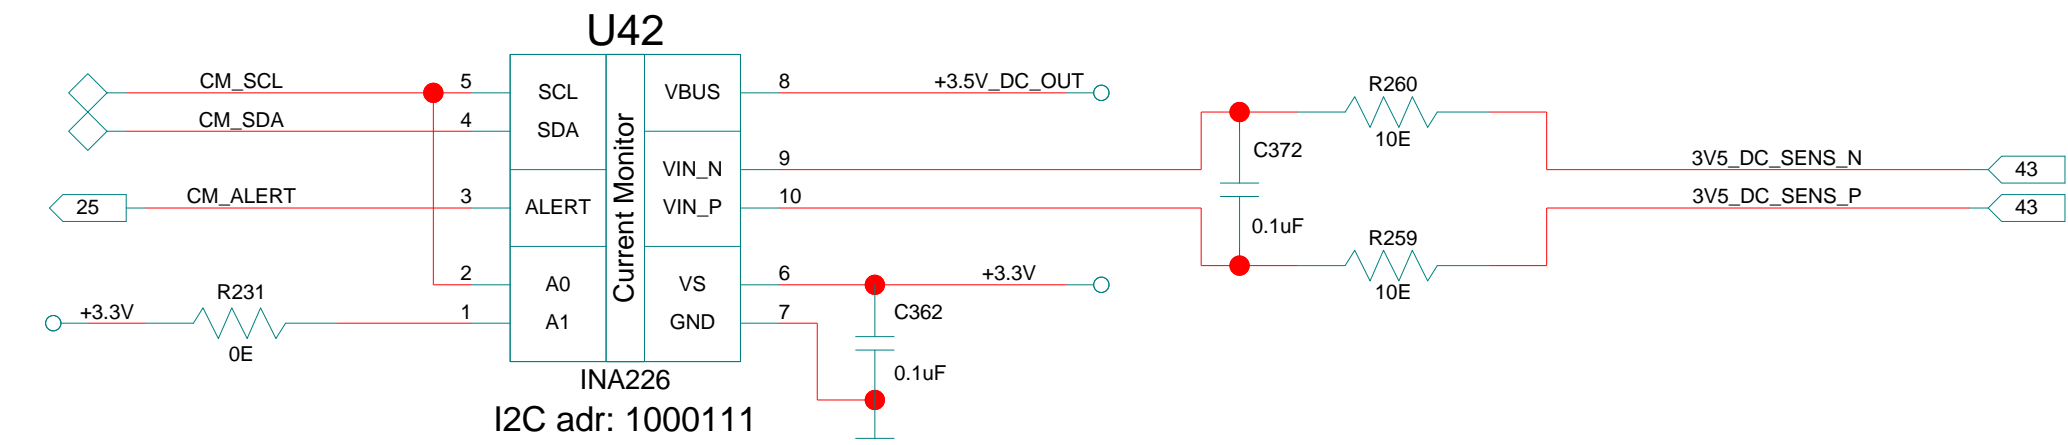 U42
CM_SCL 5 SCL VBUS 8 +3.5V_DC_OUT
CM_SDA 4 SDA
R260
10E
C372
0.1uF
VIN_N 9 3V5_DC_SENS_N 43
25 CM_ALERT 3 ALERT VIN_P 10 3V5_DC_SENS_P 43
Current Monitor
R259
10E
2 A0 VS 6 +3.3V
+3.3V R231 1 A1 GND 7 C362
0E
0.1uF
INA226
I2C adr: 1000111